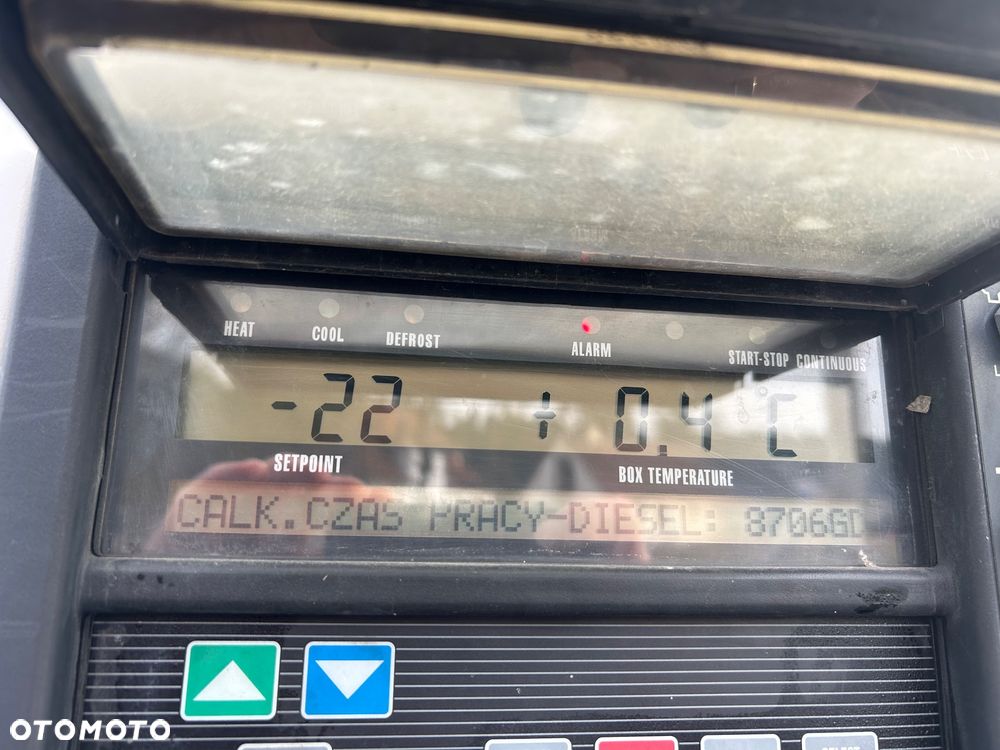 HEAT COOL DEFROST ALARM START-STOP CONTINUOUS
-22 + 0.4 °C
SETPOINT BOX TEMPERATURE
CALK.CZAS PRACY-DIESEL: 8706GD
OTOMOTO